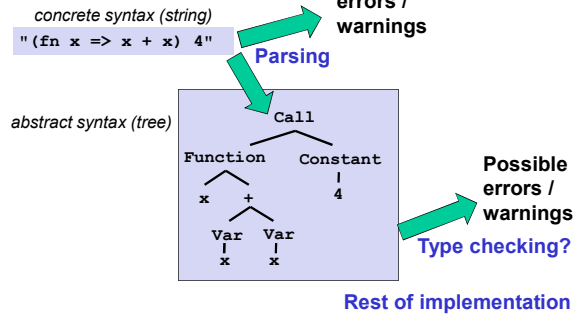 errors /
warnings
concrete syntax (string)
"(fn x => x + x) 4"
Parsing
abstract syntax (tree)
Call
Function Constant
x + 4
Var Var
x x
Possible
errors /
warnings
Type checking?
Rest of implementation